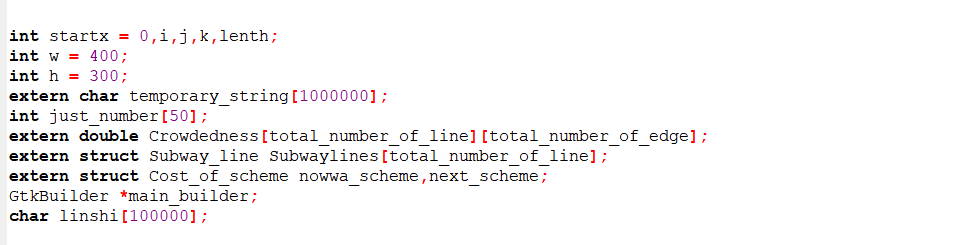 int startx = 0,i,j,k,lenth;
int w = 400;
int h = 300;
extern char temporary_string[1000000];
int just_number[50];
extern double Crowdedness[total_number_of_line][total_number_of_edge];
extern struct Subway_line Subwaylines[total_number_of_line];
extern struct Cost_of_scheme nowwa_scheme,next_scheme;
GtkBuilder *main_builder;
char linshi[100000];